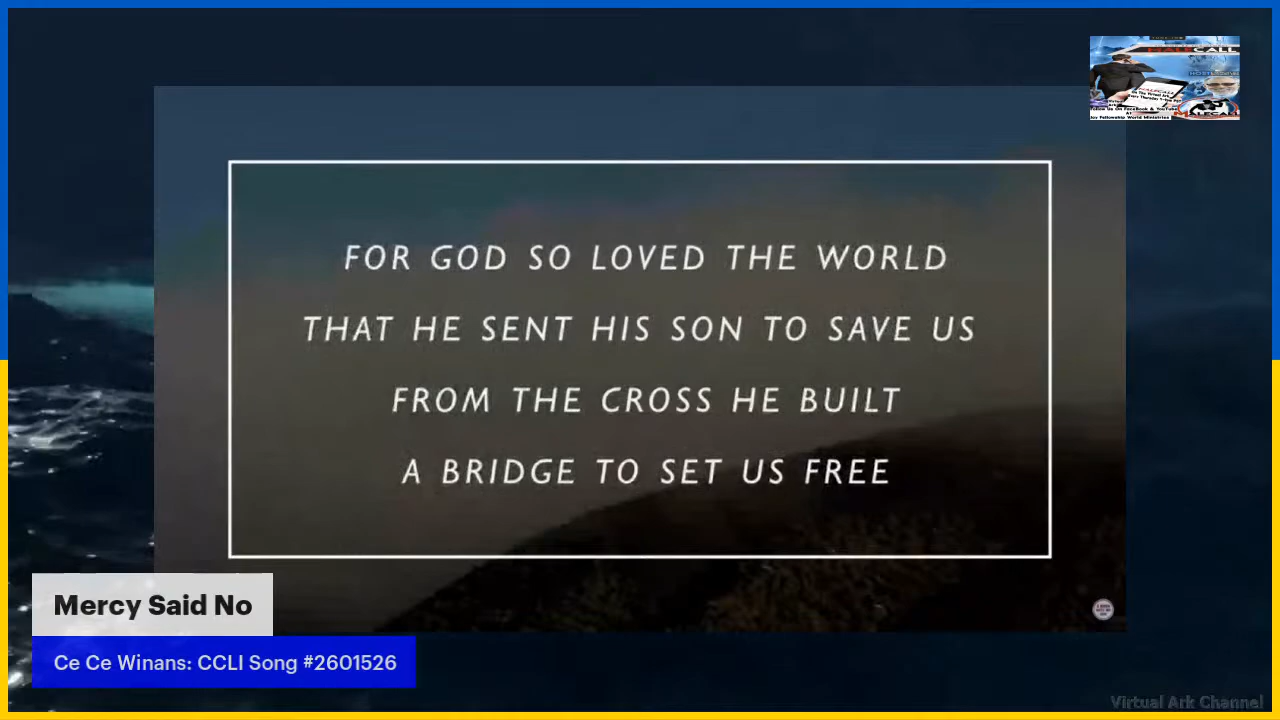 MALECALL
FOR GOD SO LOVED THE WORLD
THAT HE SENT HIS SON TO SAVE US
FROM THE CROSS HE BUILT
A BRIDGE TO SET US FREE
Mercy Said No
Ce Ce Winans: CCLI Song #2601526
Virtual Ark Channel